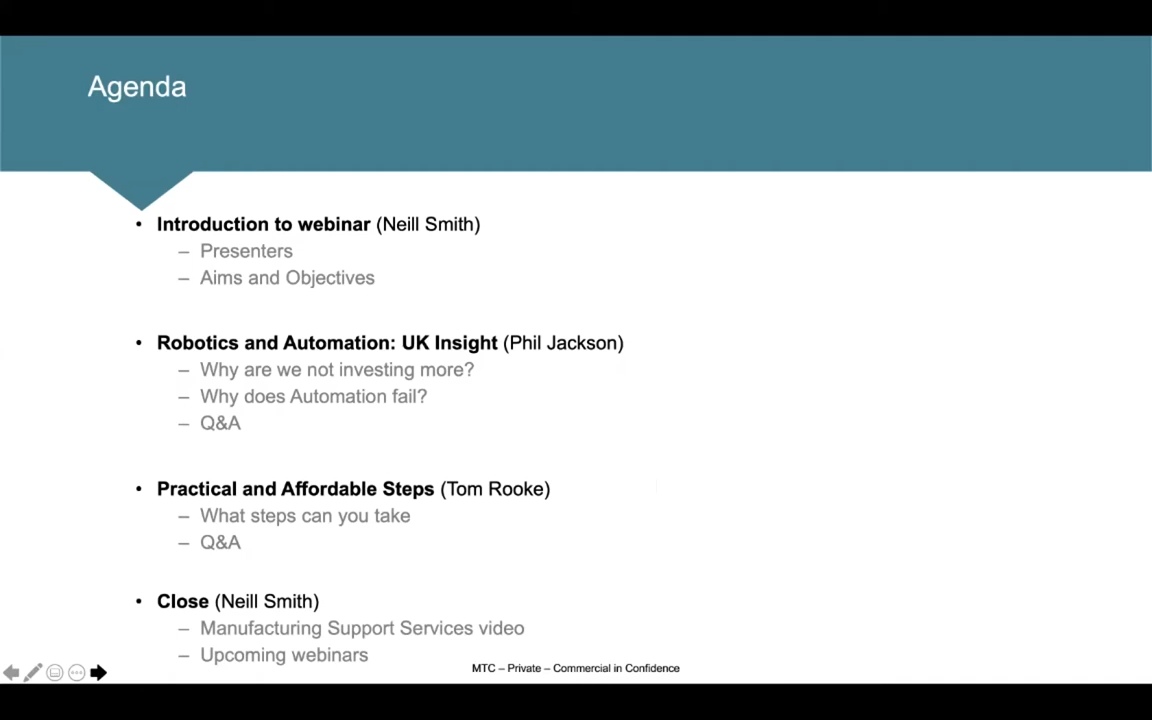 Agenda
• Introduction to webinar (Neill Smith)
– Presenters
– Aims and Objectives
• Robotics and Automation: UK Insight (Phil Jackson)
– Why are we not investing more?
– Why does Automation fail?
– Q&A
• Practical and Affordable Steps (Tom Rooke)
– What steps can you take
– Q&A
• Close (Neill Smith)
– Manufacturing Support Services video
– Upcoming webinars
MTC – Private – Commercial in Confidence